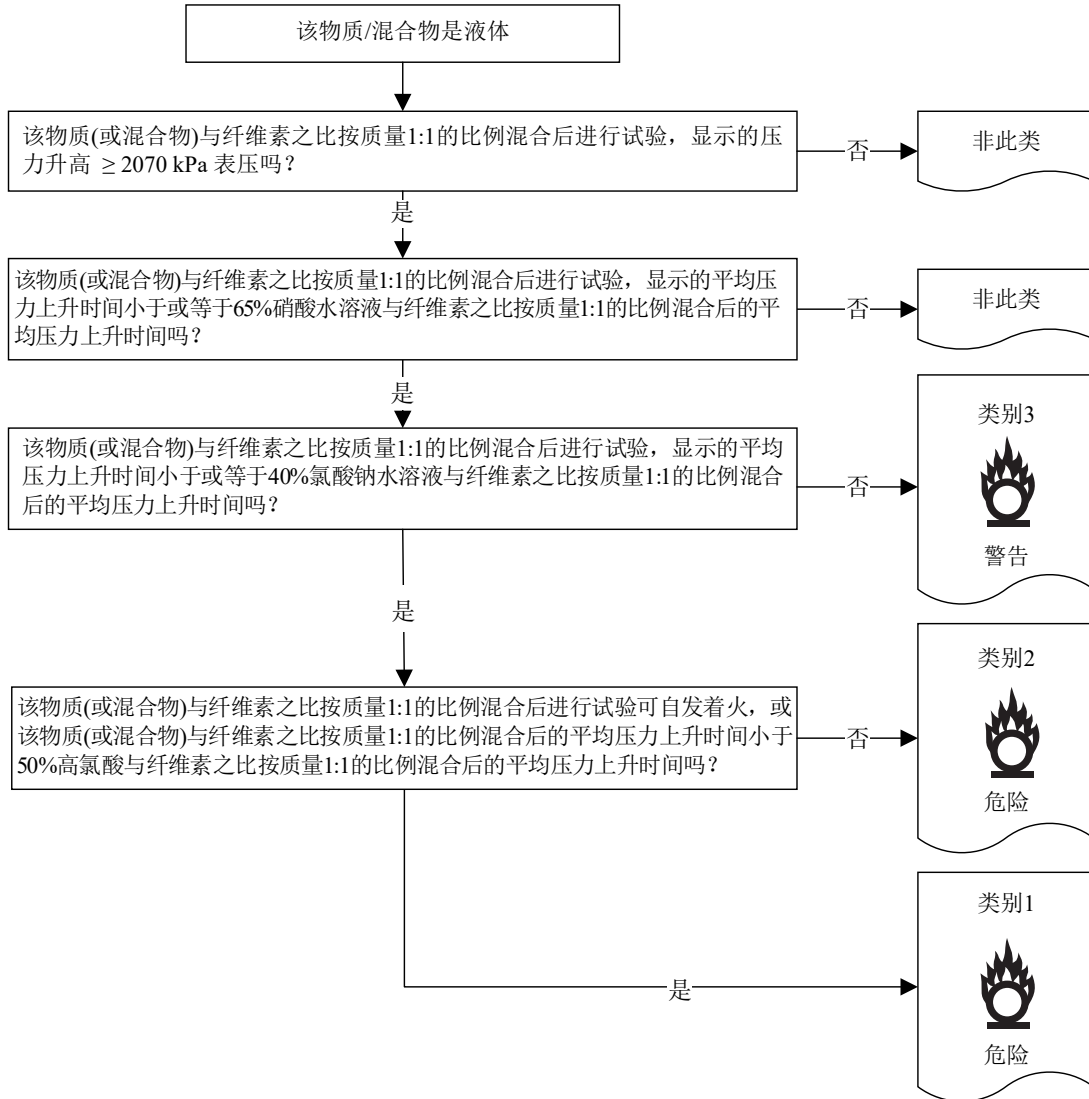 该物质/混合物是液体
该物质(或混合物)与纤维素之比按质量1:1的比例混合后进行试验，显示的压
力升高 ≥ 2070 kPa 表压吗？
否
非此类
是
该物质(或混合物)与纤维素之比按质量1:1的比例混合后进行试验，显示的平均压
力上升时间小于或等于65%硝酸水溶液与纤维素之比按质量1:1的比例混合后的平
均压力上升时间吗？
否
非此类
是
该物质(或混合物)与纤维素之比按质量1:1的比例混合后进行试验，显示的平均
压力上升时间小于或等于40%氯酸钠水溶液与纤维素之比按质量1:1的比例混合
后的平均压力上升时间吗？
否
类别3
警告
是
该物质(或混合物)与纤维素之比按质量1:1的比例混合后进行试验可自发着火，或
该物质(或混合物)与纤维素之比按质量1:1的比例混合后的平均压力上升时间小于
50%高氯酸与纤维素之比按质量1:1的比例混合后的平均压力上升时间吗？
否
类别2
危险
是
类别1
危险